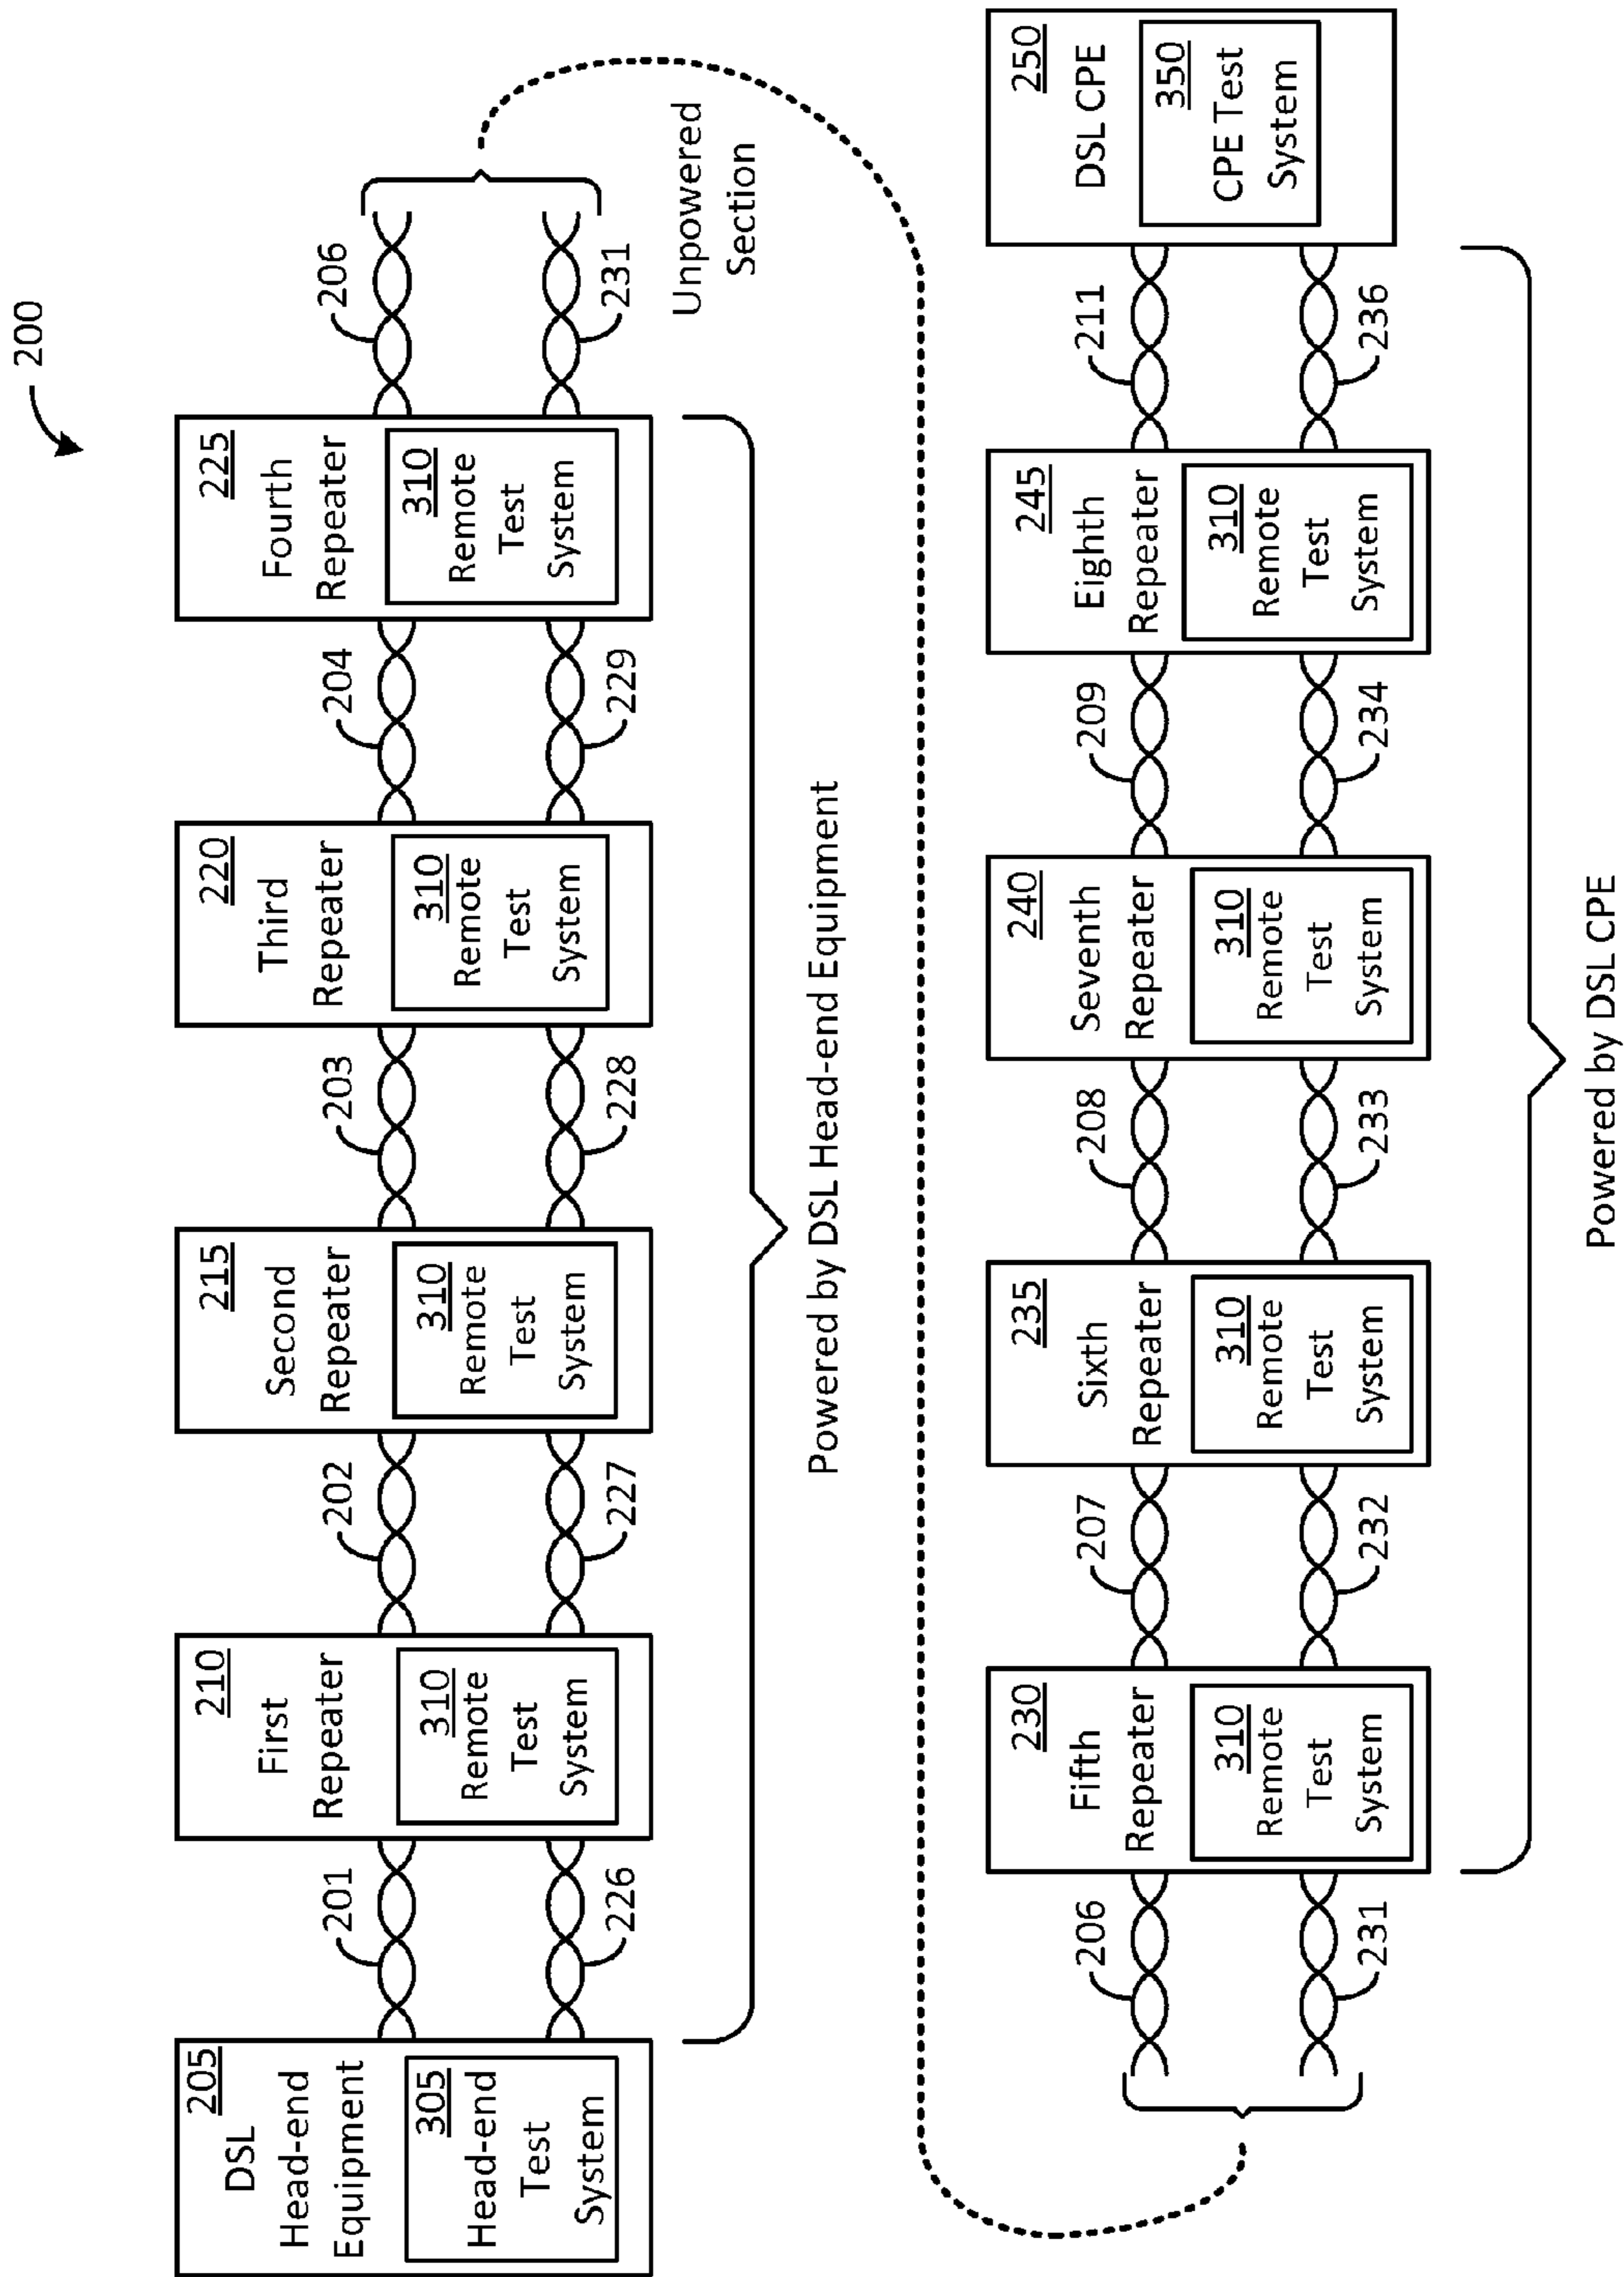 200
205
DSL
Head-end
Equipment
305
Head-end
Test
System
201
226
210
First
Repeater
310
Remote
Test
System
202
227
215
Second
Repeater
310
Remote
Test
System
203
228
220
Third
Repeater
310
Remote
Test
System
204
229
225
Fourth
Repeater
310
Remote
Test
System
206
231
Unpowered
Section
Powered by DSL Head-end Equipment
206
231
230
Fifth
Repeater
310
Remote
Test
System
207
232
235
Sixth
Repeater
310
Remote
Test
System
208
233
240
Seventh
Repeater
310
Remote
Test
System
209
234
245
Eighth
Repeater
310
Remote
Test
System
211
236
250
DSL CPE
350
CPE Test
System
Powered by DSL CPE